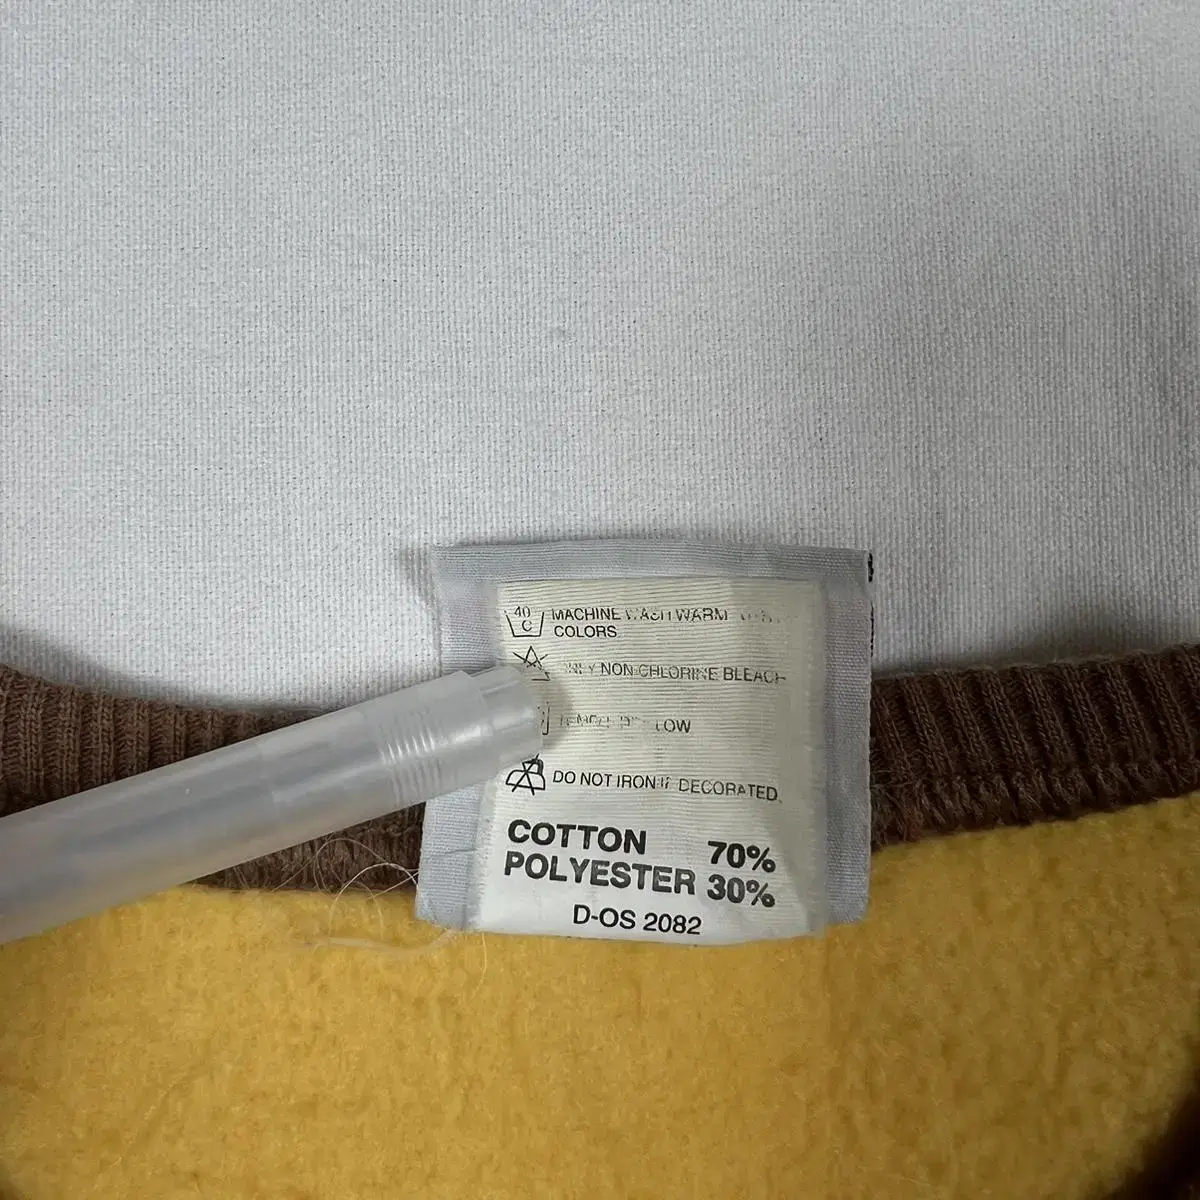 40
C
MACHINE WASH WARM
COLORS
ONLY NON CHLORINE BLEACH
LOW
DO NOT IRON IF DECORATED.
COTTON 70%
POLYESTER 30%
D-OS 2082